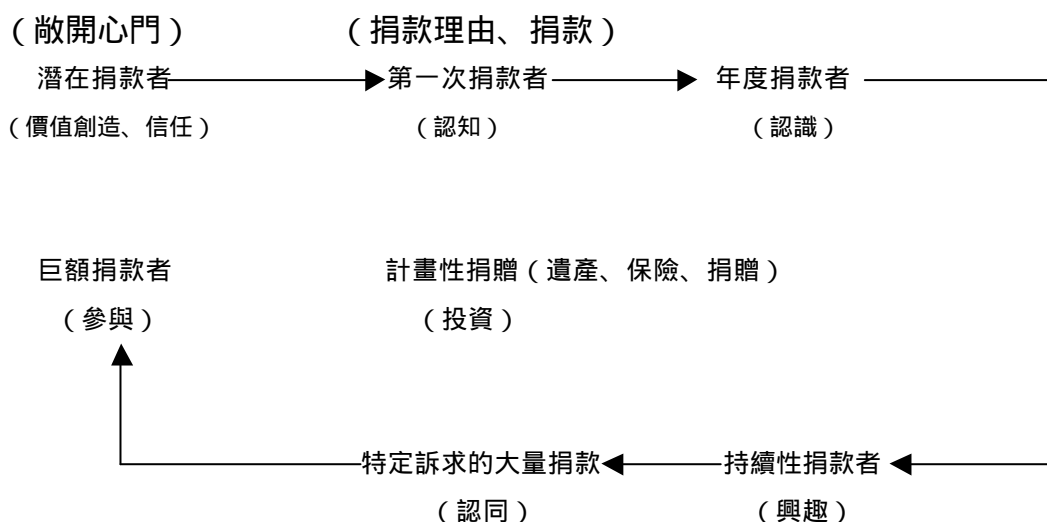 （敞開心門） （捐款理由、捐款）
潛在捐款者 第一次捐款者 年度捐款者
（價值創造、信任） （認知） （認識）
巨額捐款者 計畫性捐贈（遺產、保險、捐贈）
（參與） （投資）
特定訴求的大量捐款 持續性捐款者
（認同） （興趣）